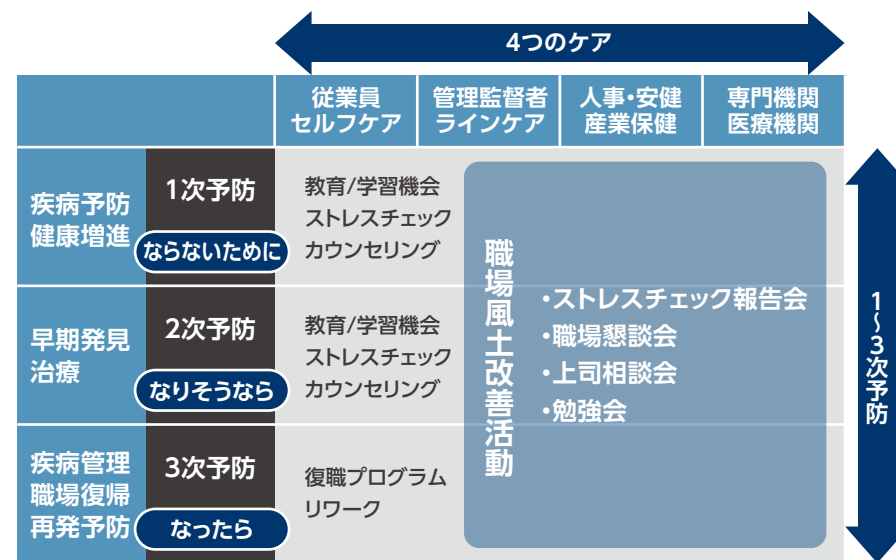 4つのケア
従業員
セルフケア
管理監督者
ラインケア
人事・安健
産業保健
専門機関
医療機関
疾病予防
健康増進
1次予防
ならないために
教育/学習機会
ストレスチェック
カウンセリング
早期発見
治療
2次予防
なりそうなら
教育/学習機会
ストレスチェック
カウンセリング
疾病管理
職場復帰
再発予防
3次予防
なったら
復職プログラム
リワーク
職場風土改善活動
・ストレスチェック報告会
・職場懇談会
・上司相談会
・勉強会
1〜3次予防